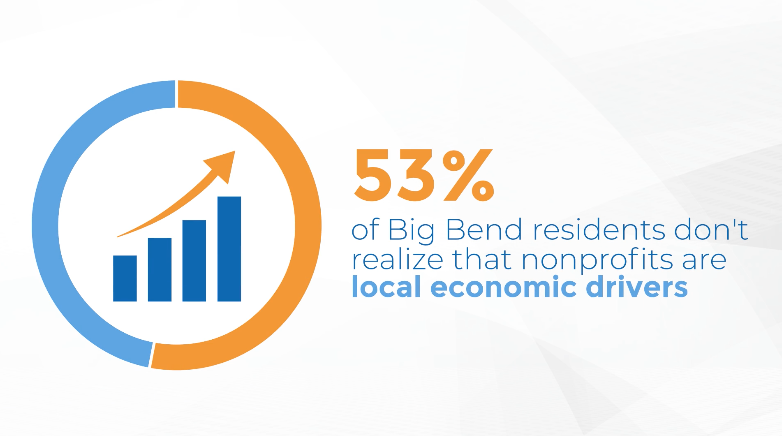 53%
of Big Bend residents don't
realize that nonprofits are
local economic drivers